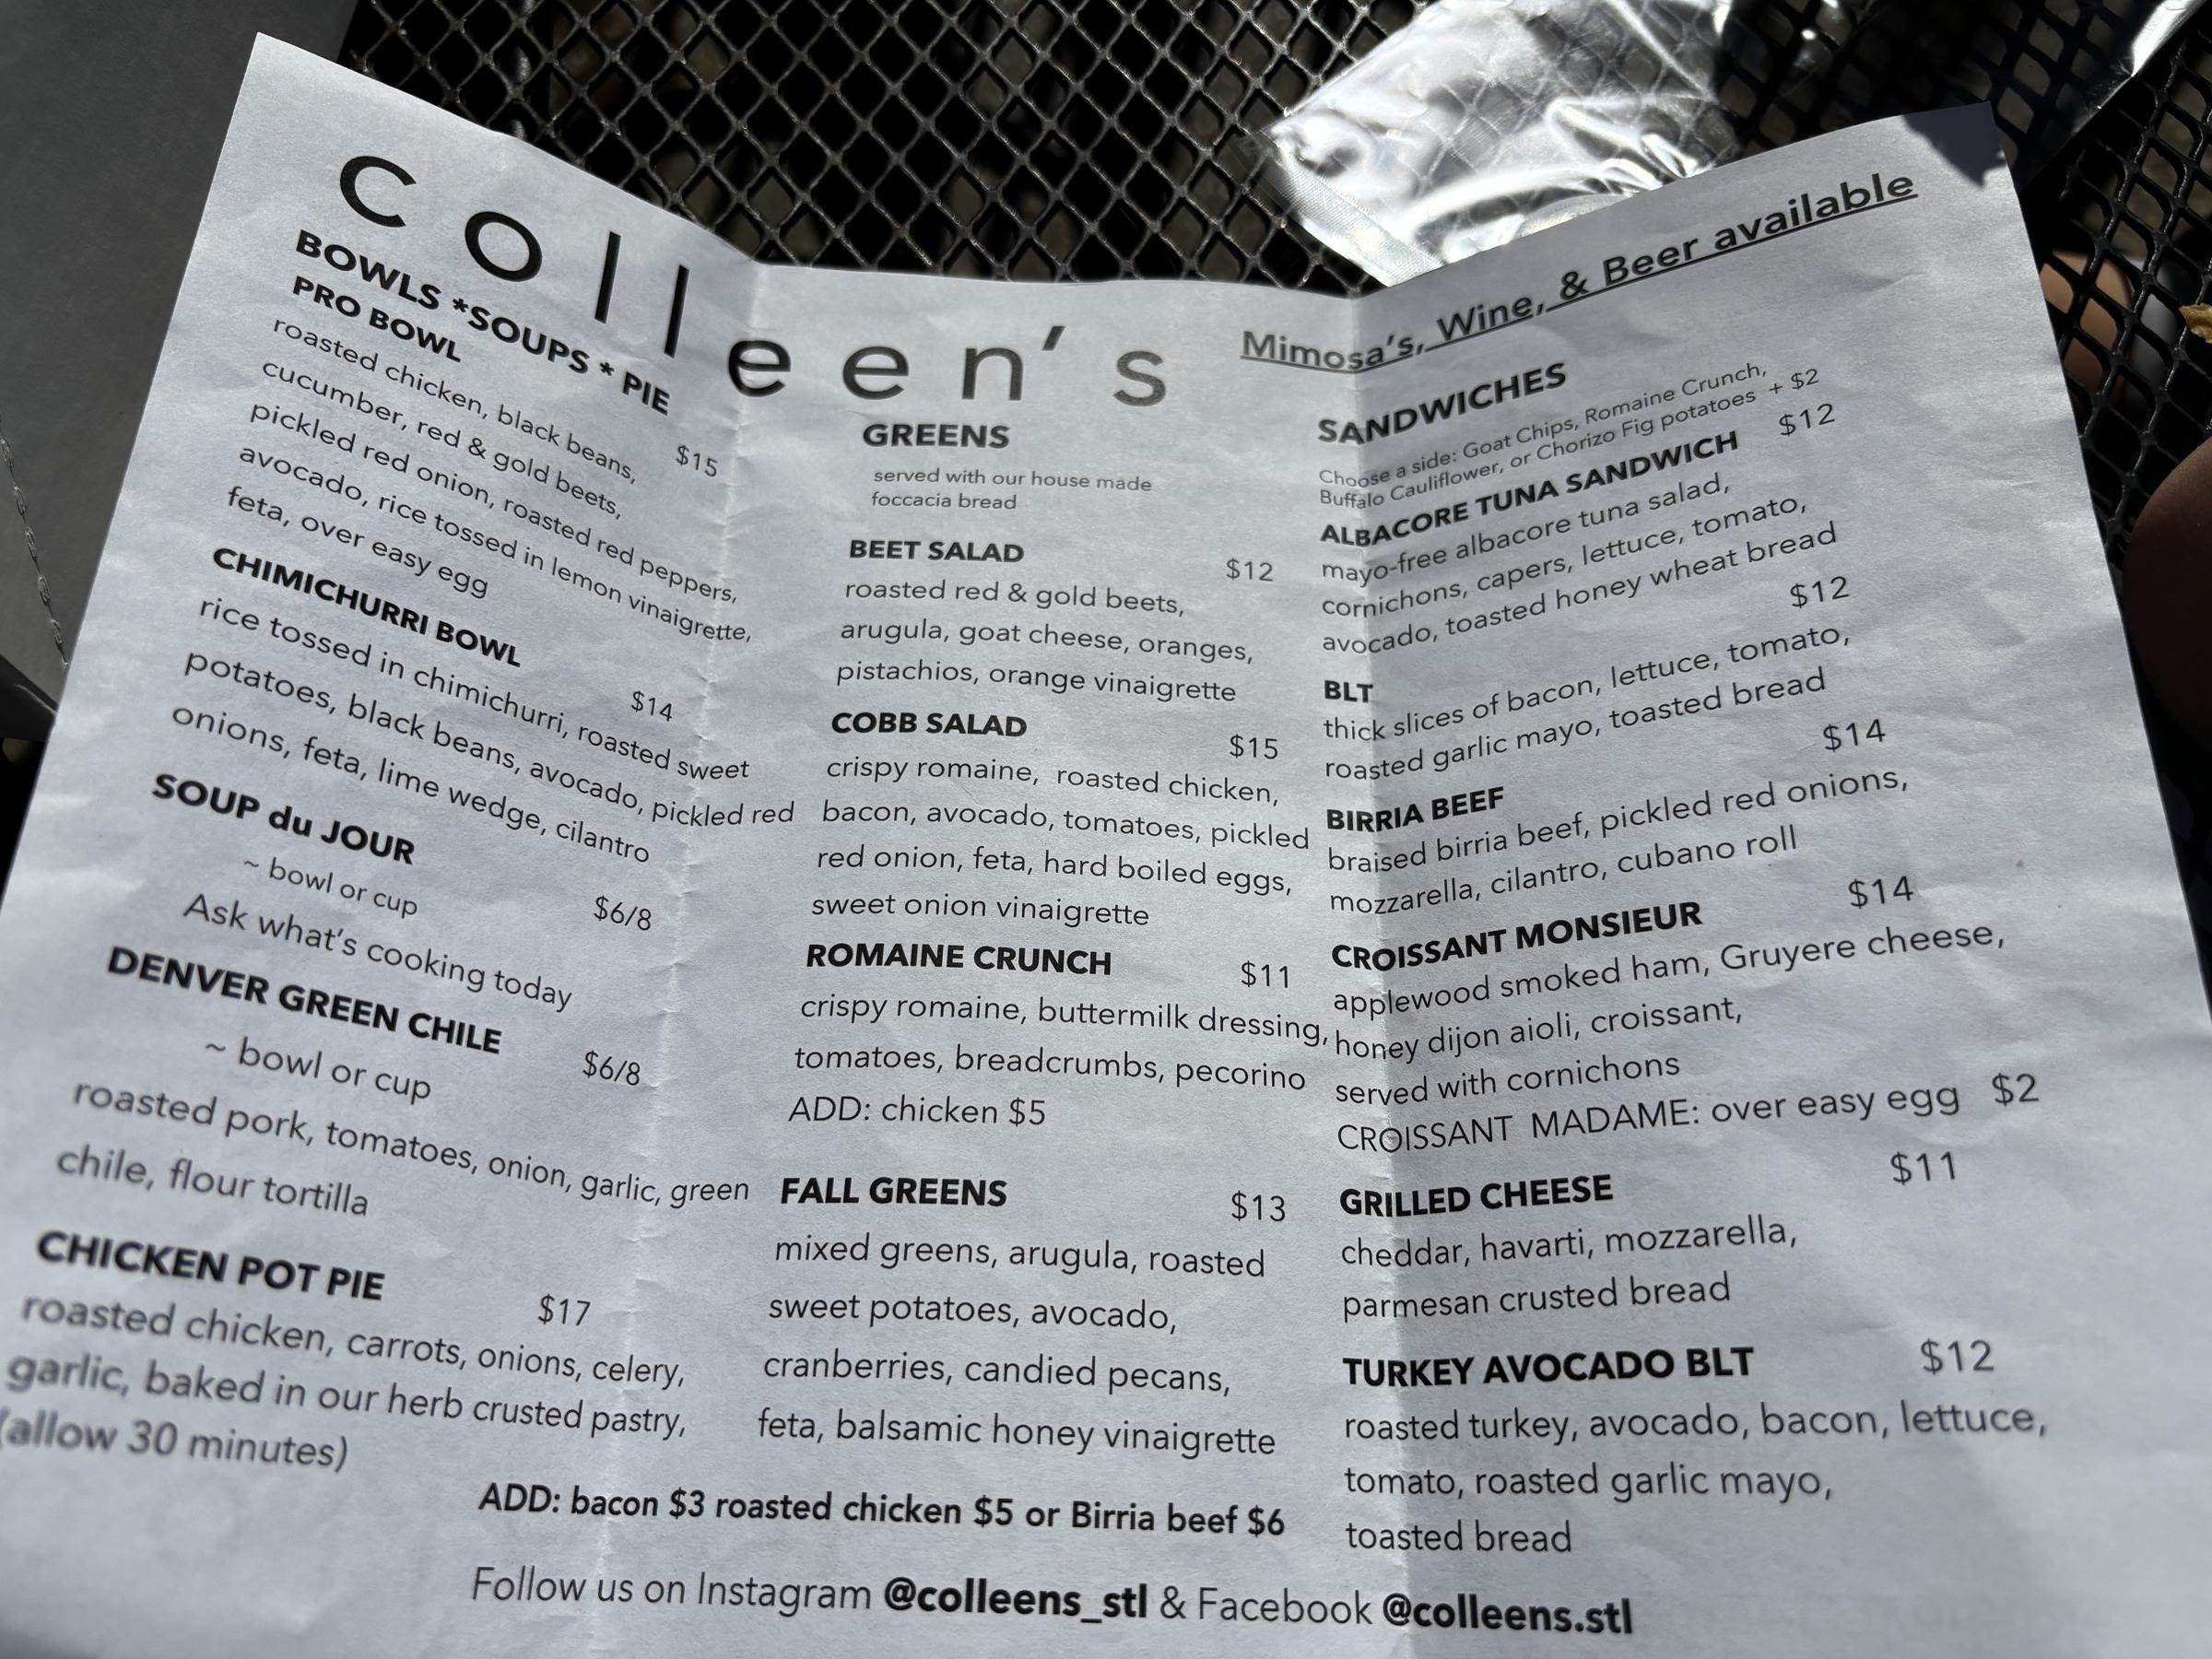 colleen's
Mimosa's, Wine, & Beer available
BOWLS *SOUPS * PIE
PRO BOWL
$15
roasted chicken, black beans,
cucumber, red & gold beets,
pickled red onion, roasted red peppers,
avocado, rice tossed in lemon vinaigrette,
feta, over easy egg
CHIMICHURRI BOWL
$14
rice tossed in chimichurri, roasted sweet
potatoes, black beans, avocado, pickled red
onions, feta, lime wedge, cilantro
SOUP du JOUR
~ bowl or cup $6/8
Ask what's cooking today
DENVER GREEN CHILE
~ bowl or cup $6/8
roasted pork, tomatoes, onion, garlic, green
chile, flour tortilla
CHICKEN POT PIE
$17
roasted chicken, carrots, onions, celery,
garlic, baked in our herb crusted pastry,
(allow 30 minutes)
GREENS
served with our house made
foccacia bread
BEET SALAD $12
roasted red & gold beets,
arugula, goat cheese, oranges,
pistachios, orange vinaigrette
COBB SALAD $15
crispy romaine, roasted chicken,
bacon, avocado, tomatoes, pickled
red onion, feta, hard boiled eggs,
sweet onion vinaigrette
ROMAINE CRUNCH $11
crispy romaine, buttermilk dressing,
tomatoes, breadcrumbs, pecorino
ADD: chicken $5
FALL GREENS $13
mixed greens, arugula, roasted
sweet potatoes, avocado,
cranberries, candied pecans,
feta, balsamic honey vinaigrette
SANDWICHES
Choose a side: Goat Chips, Romaine Crunch,
Buffalo Cauliflower, or Chorizo Fig potatoes + $2
ALBACORE TUNA SANDWICH $12
mayo-free albacore tuna salad,
cornichons, capers, lettuce, tomato,
avocado, toasted honey wheat bread
BLT $12
thick slices of bacon, lettuce, tomato,
roasted garlic mayo, toasted bread
BIRRIA BEEF $14
braised birria beef, pickled red onions,
mozzarella, cilantro, cubano roll
CROISSANT MONSIEUR $14
applewood smoked ham, Gruyere cheese,
honey dijon aioli, croissant,
served with cornichons
CROISSANT MADAME: over easy egg $2
GRILLED CHEESE $11
cheddar, havarti, mozzarella,
parmesan crusted bread
TURKEY AVOCADO BLT $12
roasted turkey, avocado, bacon, lettuce,
tomato, roasted garlic mayo,
toasted bread
ADD: bacon $3 roasted chicken $5 or Birria beef $6
Follow us on Instagram @colleens_stl & Facebook @colleens.stl